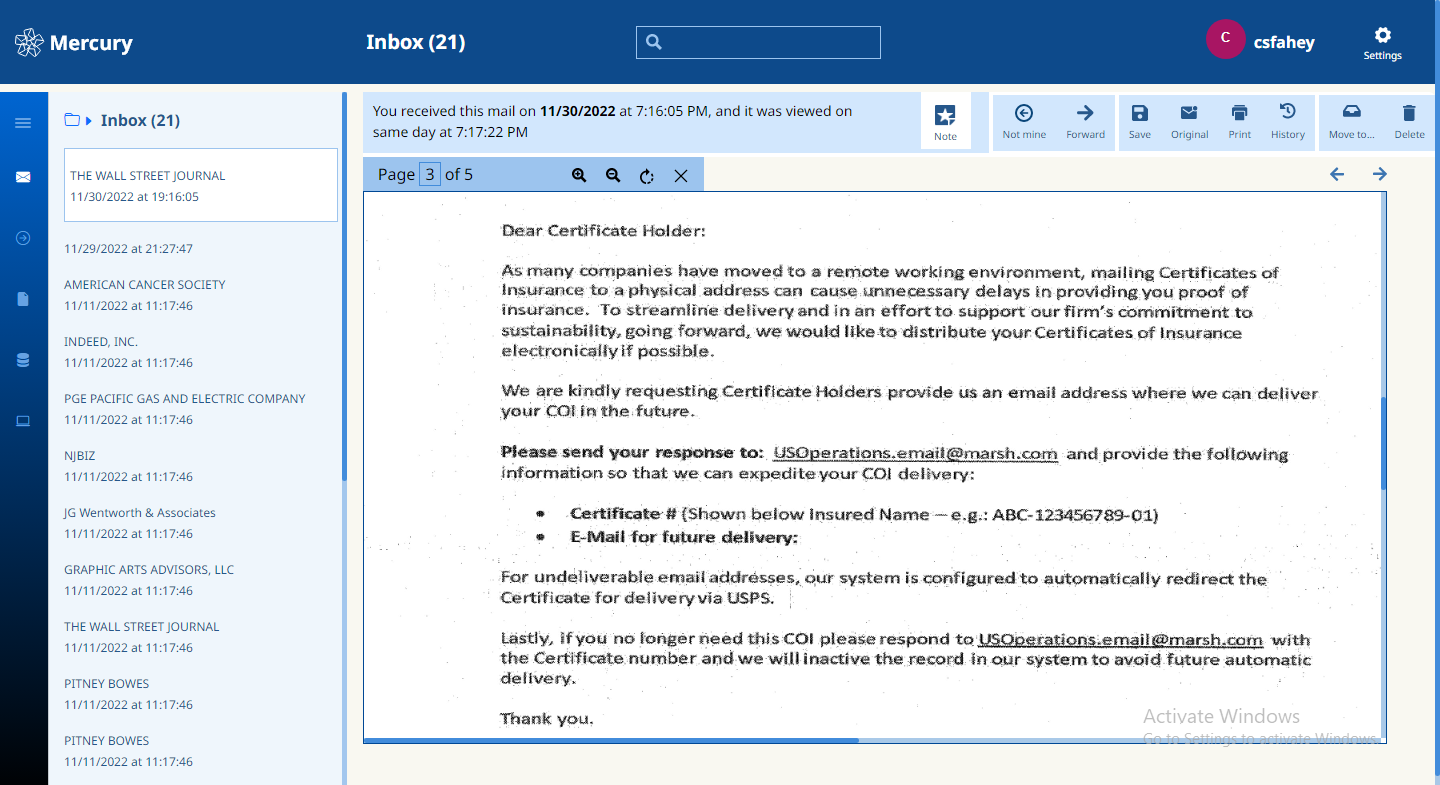 Mercury
Inbox (21)
C
csfahey
Settings
Inbox (21)
THE WALL STREET JOURNAL
11/30/2022 at 19:16:05
11/29/2022 at 21:27:47
AMERICAN CANCER SOCIETY
11/11/2022 at 11:17:46
INDEED, INC.
11/11/2022 at 11:17:46
PGE PACIFIC GAS AND ELECTRIC COMPANY
11/11/2022 at 11:17:46
NJBIZ
11/11/2022 at 11:17:46
JG Wentworth & Associates
11/11/2022 at 11:17:46
GRAPHIC ARTS ADVISORS, LLC
11/11/2022 at 11:17:46
THE WALL STREET JOURNAL
11/11/2022 at 11:17:46
PITNEY BOWES
11/11/2022 at 11:17:46
PITNEY BOWES
11/11/2022 at 11:17:46
You received this mail on 11/30/2022 at 7:16:05 PM, and it was viewed on
same day at 7:17:22 PM
Note
Not mine
Forward
Save
Original
Print
History
Move to...
Delete
Page 3 of 5
Dear Certificate Holder:
As many companies have moved to a remote working environment, mailing Certificates of
Insurance to a physical address can cause unnecessary delays in providing you proof of
insurance. To streamline delivery and in an effort to support our firm's commitment to
sustainability, going forward, we would like to distribute your Certificates of Insurance
electronically if possible.
We are kindly requesting Certificate Holders provide us an email address where we can deliver
your COI in the future.
Please send your response to: USOperations.email@marsh.com and provide the following
information so that we can expedite your COI delivery:
• Certificate # (Shown below Insured Name – e.g.: ABC-123456789-01)
• E-Mail for future delivery:
For undeliverable email addresses, our system is configured to automatically redirect the
Certificate for delivery via USPS.
Lastly, if you no longer need this COI please respond to USOperations.email@marsh.com with
the Certificate number and we will inactive the record in our system to avoid future automatic
delivery.
Thank you.
Activate Windows
Go to Settings to activate Windows.